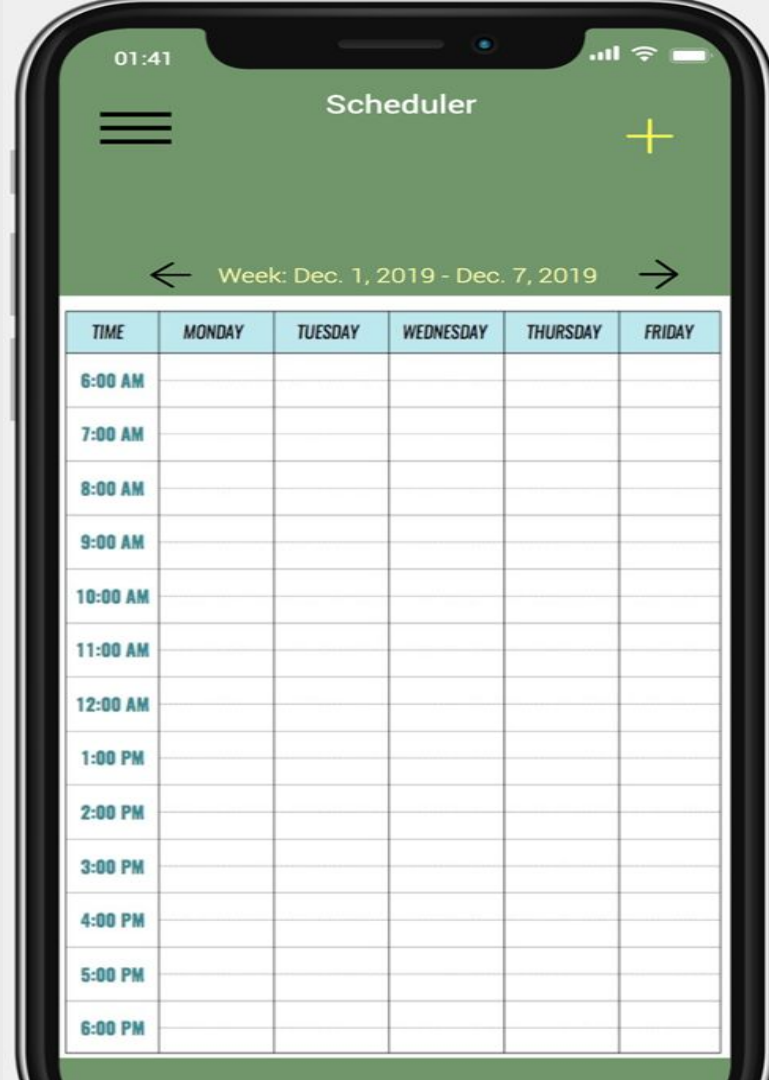 01:41
Scheduler
Week: Dec. 1, 2019 - Dec. 7, 2019
TIME MONDAY TUESDAY WEDNESDAY THURSDAY FRIDAY
6:00 AM
7:00 AM
8:00 AM
9:00 AM
10:00 AM
11:00 AM
12:00 AM
1:00 PM
2:00 PM
3:00 PM
4:00 PM
5:00 PM
6:00 PM